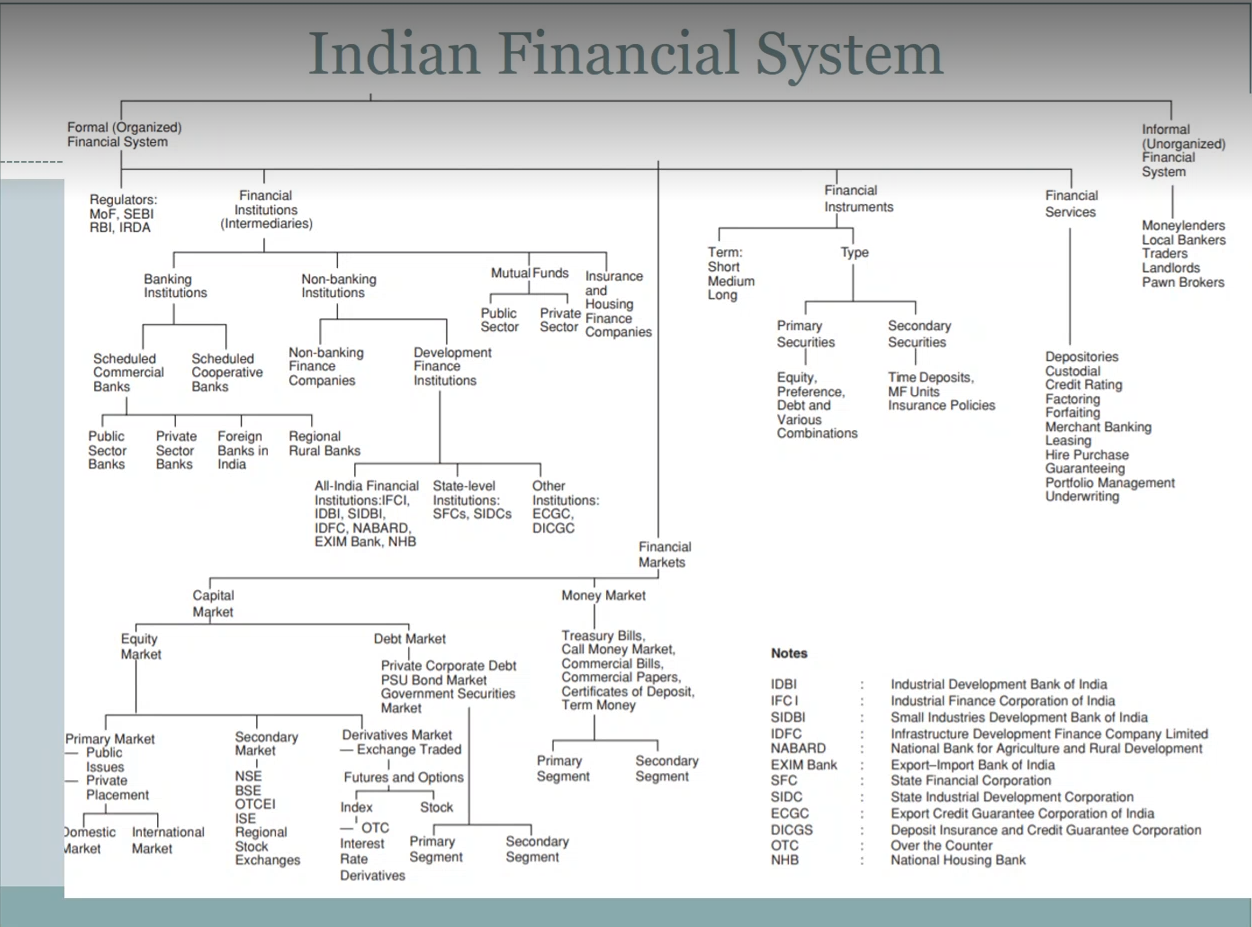 Indian Financial System
Formal (Organized)
Financial System
Informal
(Unorganized)
Financial
System
Regulators:
MoF, SEBI
RBI, IRDA
Financial
Institutions
(Intermediaries)
Financial
Instruments
Financial
Services
Moneylenders
Local Bankers
Traders
Landlords
Pawn Brokers
Banking
Institutions
Non-banking
Institutions
Mutual Funds
Insurance
and
Housing
Finance
Companies
Public
Sector
Private
Sector
Term:
Short
Medium
Long
Type
Primary
Securities
Secondary
Securities
Equity,
Preference,
Debt and
Various
Combinations
Time Deposits,
MF Units
Insurance Policies
Depositories
Custodial
Credit Rating
Factoring
Forfaiting
Merchant Banking
Leasing
Hire Purchase
Guaranteeing
Portfolio Management
Underwriting
Scheduled
Commercial
Banks
Scheduled
Cooperative
Banks
Non-banking
Finance
Companies
Development
Finance
Institutions
Public
Sector
Banks
Private
Sector
Banks
Foreign
Banks in
India
Regional
Rural Banks
All-India Financial
Institutions:IFCI,
IDBI, SIDBI,
IDFC, NABARD,
EXIM Bank, NHB
State-level
Institutions:
SFCs, SIDCs
Other
Institutions:
ECGC,
DICGC
Financial
Markets
Capital
Market
Money Market
Equity
Market
Debt Market
Private Corporate Debt
PSU Bond Market
Government Securities
Market
Treasury Bills,
Call Money Market,
Commercial Bills,
Commercial Papers,
Certificates of Deposit,
Term Money
Primary
Segment
Secondary
Segment
Primary Market
— Public
Issues
— Private
Placement
Domestic
Market
International
Market
Secondary
Market
NSE
BSE
OTCEI
ISE
Regional
Stock
Exchanges
Derivatives Market
— Exchange Traded
Futures and Options
Index
Stock
— OTC
Interest
Rate
Derivatives
Primary
Segment
Secondary
Segment
Notes
IDBI : Industrial Development Bank of India
IFC I : Industrial Finance Corporation of India
SIDBI : Small Industries Development Bank of India
IDFC : Infrastructure Development Finance Company Limited
NABARD : National Bank for Agriculture and Rural Development
EXIM Bank : Export–Import Bank of India
SFC : State Financial Corporation
SIDC : State Industrial Development Corporation
ECGC : Export Credit Guarantee Corporation of India
DICGS : Deposit Insurance and Credit Guarantee Corporation
OTC : Over the Counter
NHB : National Housing Bank